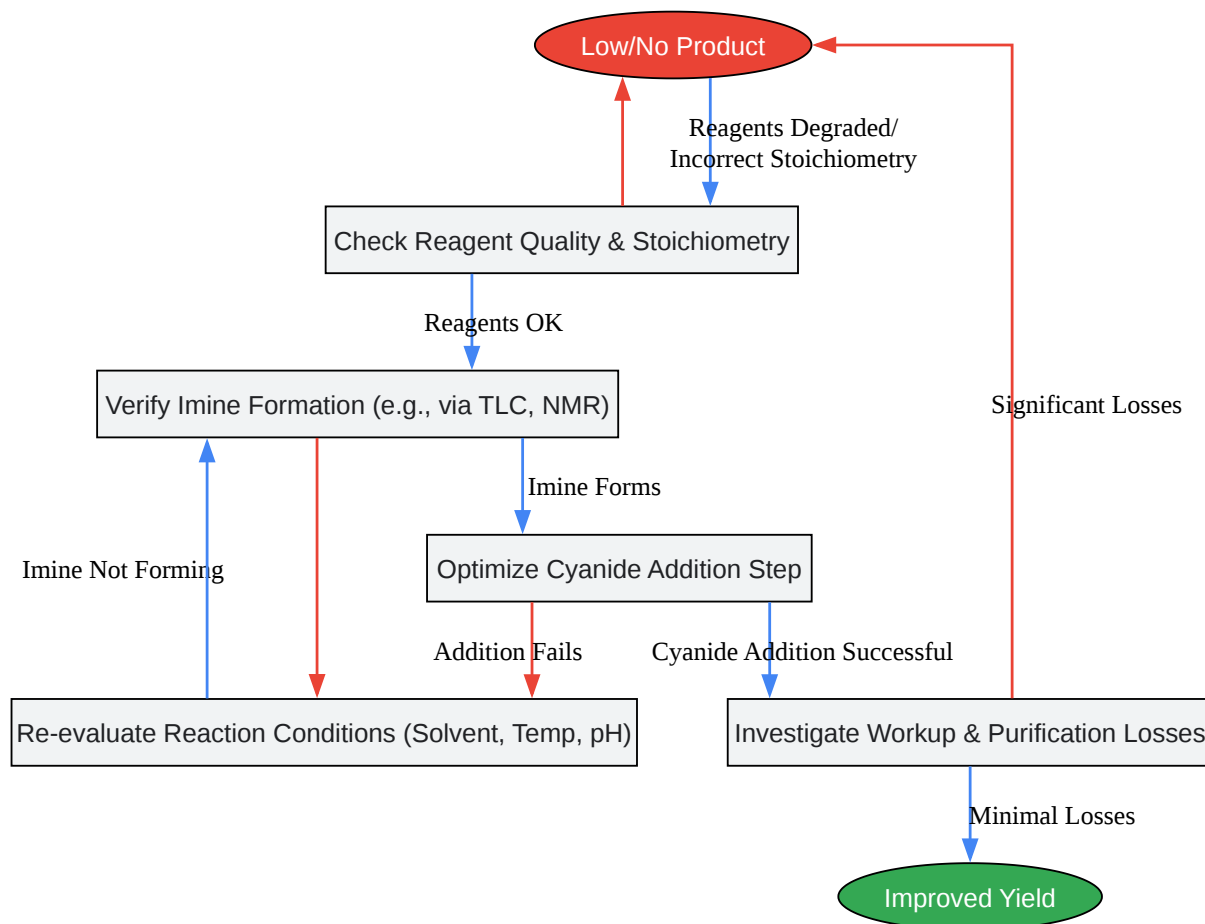 Low/No Product
Reagents Degraded/
Incorrect Stoichiometry
Check Reagent Quality & Stoichiometry
Reagents OK
Verify Imine Formation (e.g., via TLC, NMR)
Significant Losses
Imine Forms
Imine Not Forming
Optimize Cyanide Addition Step
Addition Fails
Cyanide Addition Successful
Re-evaluate Reaction Conditions (Solvent, Temp, pH)
Investigate Workup & Purification Losses
Minimal Losses
Improved Yield